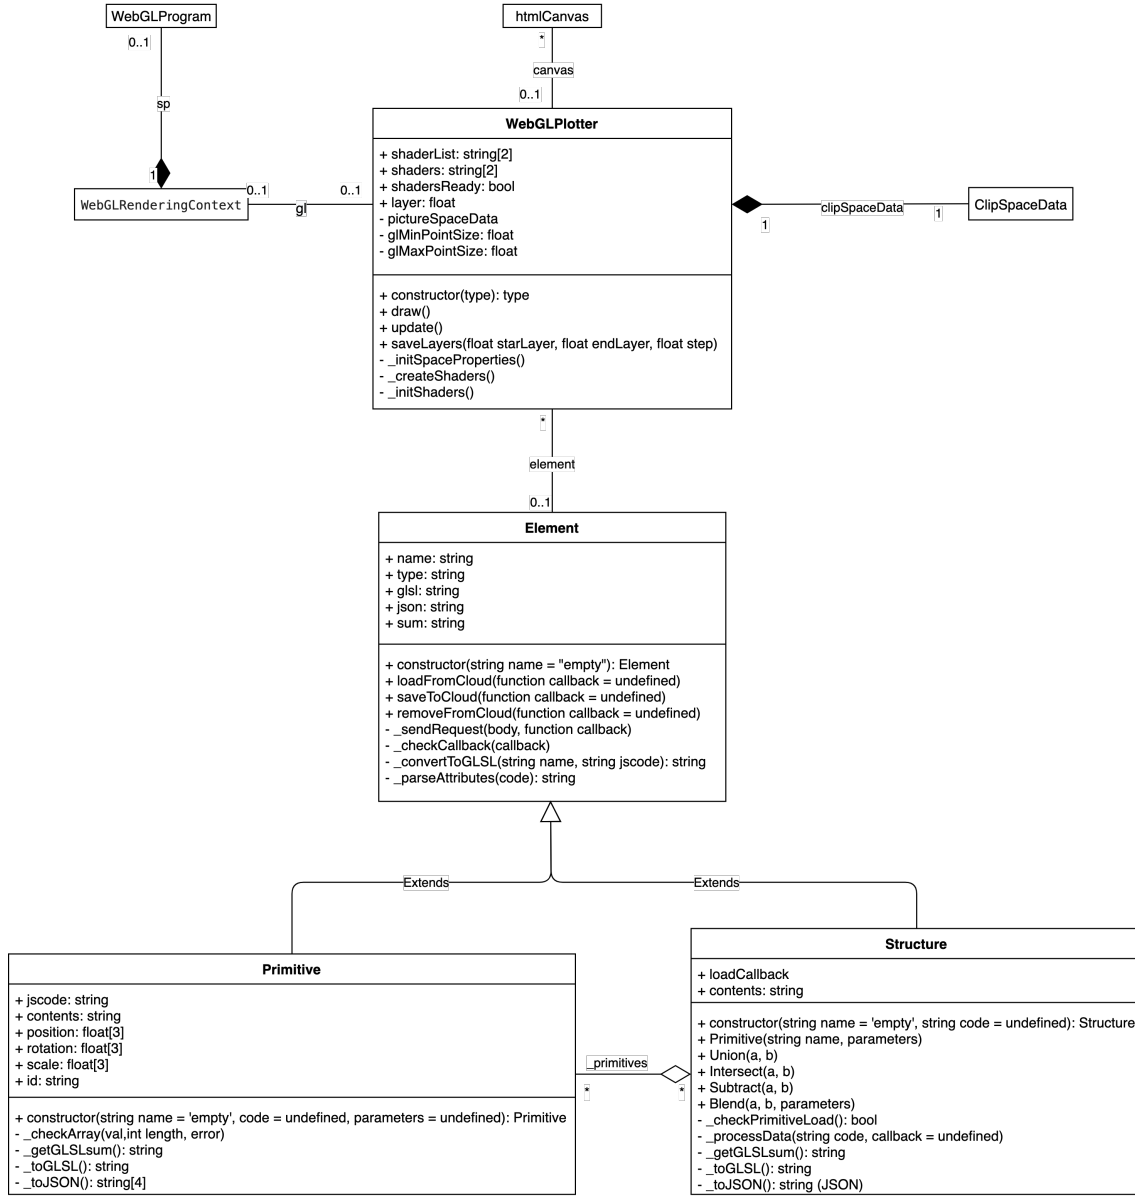 WebGLProgram
0..1
sp
1
WebGLRenderingContext
0..1
gl
0..1
htmlCanvas
*
canvas
0..1
WebGLPlotter
+ shaderList: string[2]
+ shaders: string[2]
+ shadersReady: bool
+ layer: float
- pictureSpaceData
- glMinPointSize: float
- glMaxPointSize: float
+ constructor(type): type
+ draw()
+ update()
+ saveLayers(float starLayer, float endLayer, float step)
- _initSpaceProperties()
- _createShaders()
- _initShaders()
1
clipSpaceData
1
ClipSpaceData
*
element
0..1
Element
+ name: string
+ type: string
+ glsl: string
+ json: string
+ sum: string
+ constructor(string name = "empty"): Element
+ loadFromCloud(function callback = undefined)
+ saveToCloud(function callback = undefined)
+ removeFromCloud(function callback = undefined)
- _sendRequest(body, function callback)
- _checkCallback(callback)
- _convertToGLSL(string name, string jscode): string
- _parseAttributes(code): string
Extends
Extends
Primitive
+ jscode: string
+ contents: string
+ position: float[3]
+ rotation: float[3]
+ scale: float[3]
+ id: string
+ constructor(string name = 'empty', code = undefined, parameters = undefined): Primitive
- _checkArray(val,int length, error)
- _getGLSLsum(): string
- _toGLSL(): string
- _toJSON(): string[4]
_primitives
*
*
Structure
+ loadCallback
+ contents: string
+ constructor(string name = 'empty', string code = undefined): Structure
+ Primitive(string name, parameters)
+ Union(a, b)
+ Intersect(a, b)
+ Subtract(a, b)
+ Blend(a, b, parameters)
- _checkPrimitiveLoad(): bool
- _processData(string code, callback = undefined)
- _getGLSLsum(): string
- _toGLSL(): string
- _toJSON(): string (JSON)